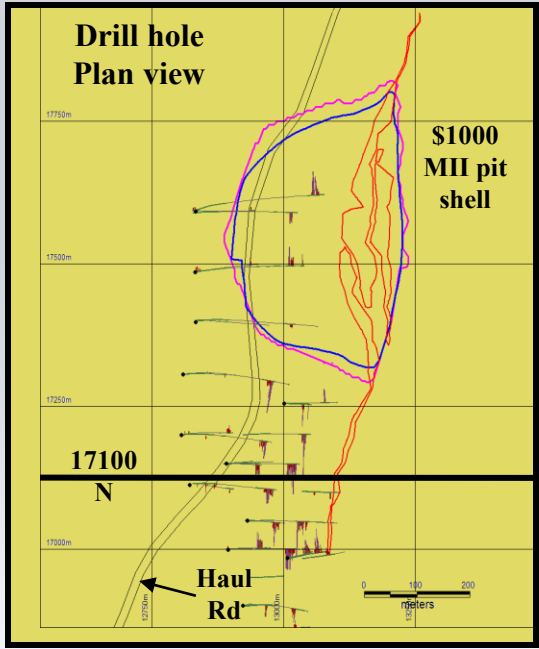 Drill hole
Plan view
17750m
$1000
MII pit
shell
17500m
17250m
17100
N
17000m
Haul
Rd
0 100 200
meters
12750m
13000m